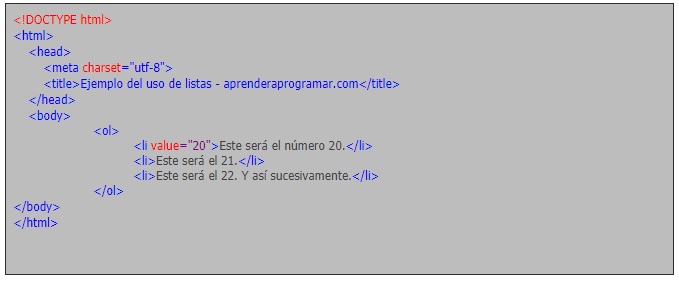 <!DOCTYPE html>
<html>
<head>
<meta charset="utf-8">
<title>Ejemplo del uso de listas - aprenderaprogramar.com</title>
</head>
<body>
<ol>
<li value="20">Este será el número 20.</li>
<li>Este será el 21.</li>
<li>Este será el 22. Y así sucesivamente.</li>
</ol>
</body>
</html>